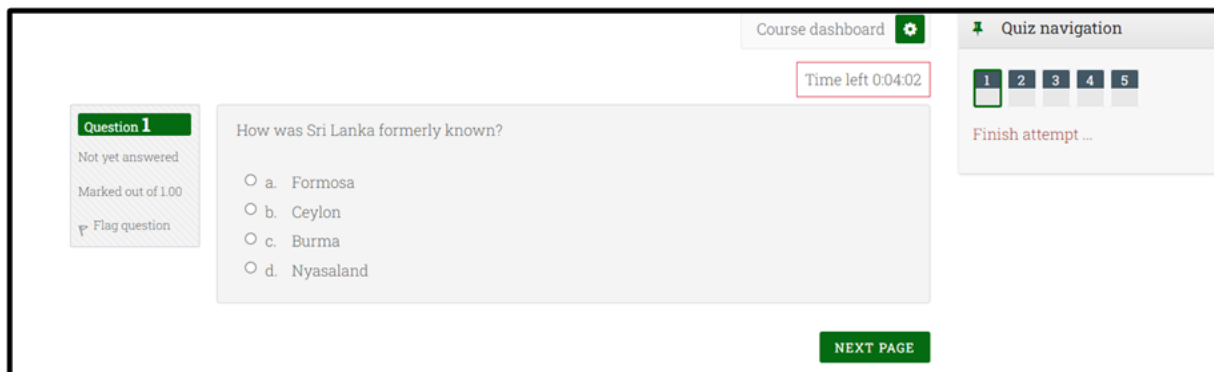 Course dashboard
Quiz navigation
Time left 0:04:02
1 2 3 4 5
Finish attempt ...
Question 1
Not yet answered
Marked out of 1.00
Flag question
How was Sri Lanka formerly known?
a. Formosa
b. Ceylon
c. Burma
d. Nyasaland
NEXT PAGE